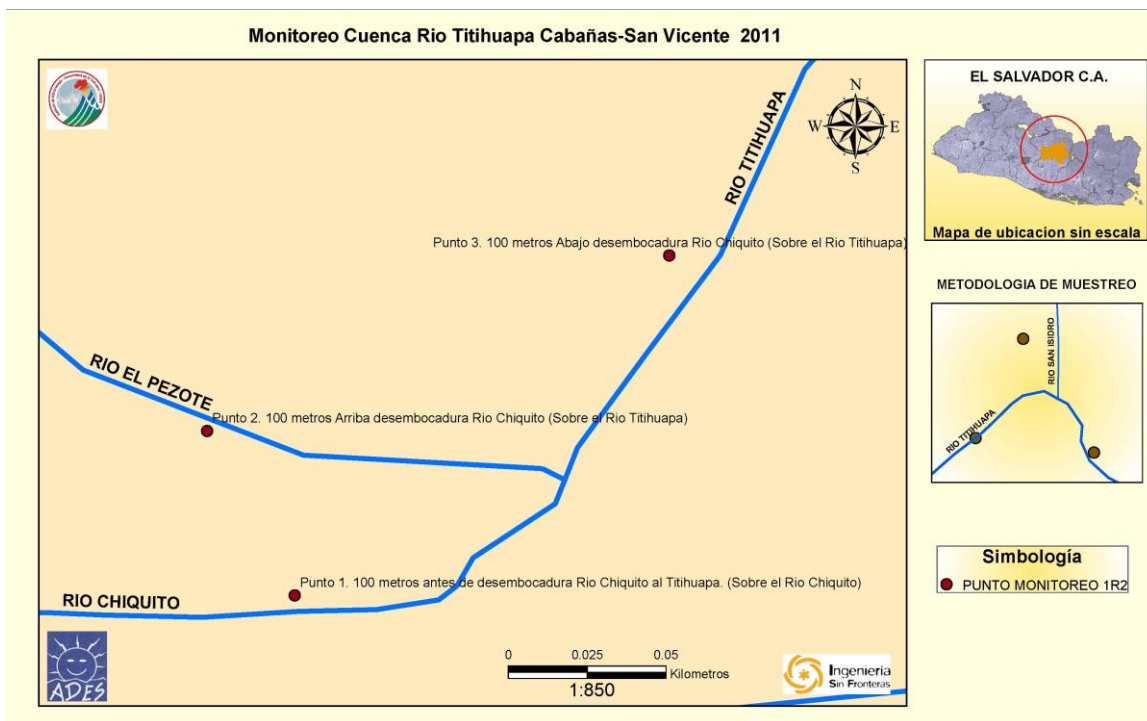 Monitoreo Cuenca Rio Titihuapa Cabañas-San Vicente 2011
N
W
E
S
RIO TITIHUAPA
Punto 3. 100 metros Abajo desembocadura Rio Chiquito (Sobre el Rio Titihuapa)
RIO EL PEZOTE
Punto 2. 100 metros Arriba desembocadura Rio Chiquito (Sobre el Rio Titihuapa)
Punto 1. 100 metros antes de desembocadura Rio Chiquito al Titihuapa. (Sobre el Rio Chiquito)
RIO CHIQUITO
ADES
0 0.025 0.05
Kilometros
1:850
Ingenieria
Sin Fronteras
EL SALVADOR C.A.
Mapa de ubicacion sin escala
METODOLOGIA DE MUESTREO
RIO SAN ISIDRO
RIO TITIHUAPA
Simbología
PUNTO MONITOREO 1R2